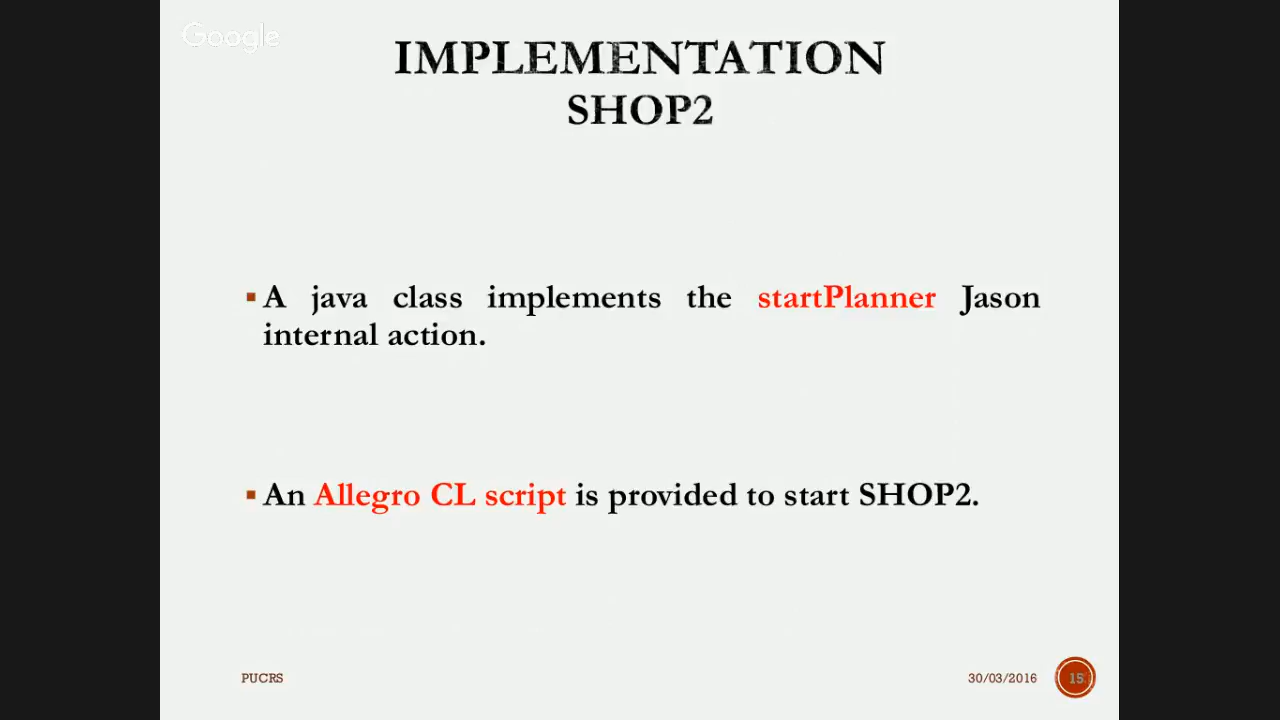 Google
IMPLEMENTATION
SHOP2
▪ A java class implements the startPlanner Jason
internal action.
▪ An Allegro CL script is provided to start SHOP2.
PUCRS
30/03/2016
15